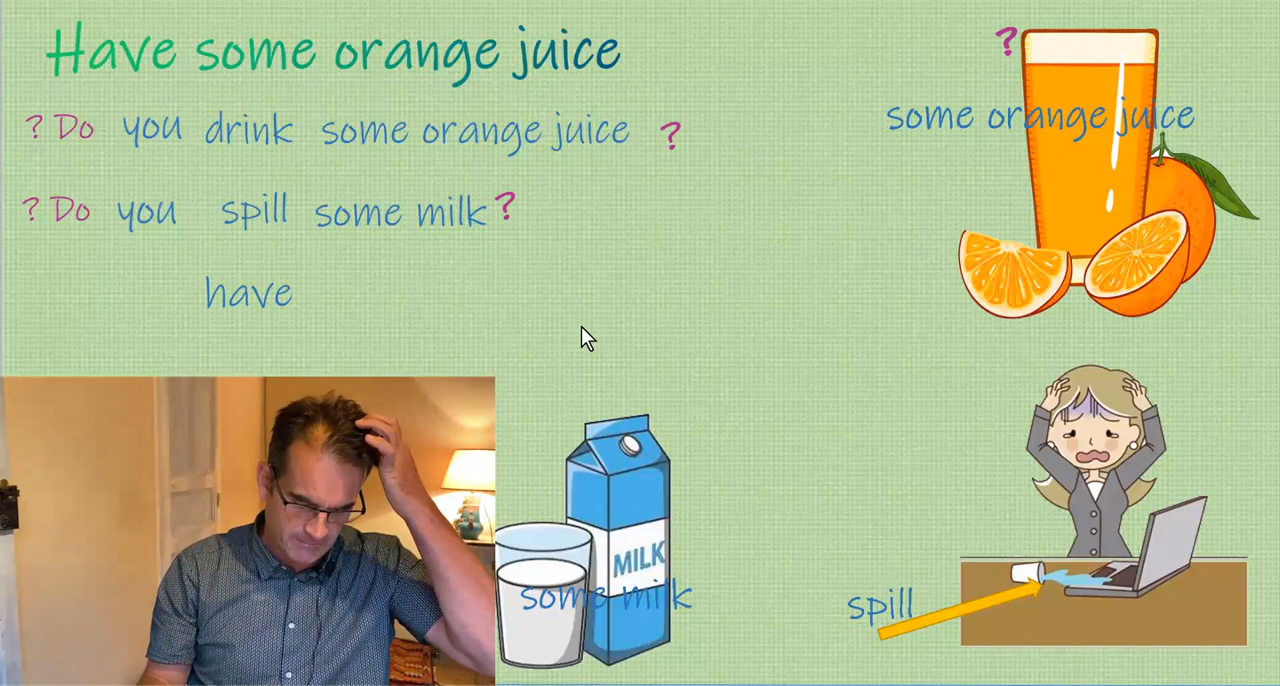 Have some orange juice
? Do you drink some orange juice ?
? Do you spill some milk ?
have
?
some orange juice
MILK
some milk
spill